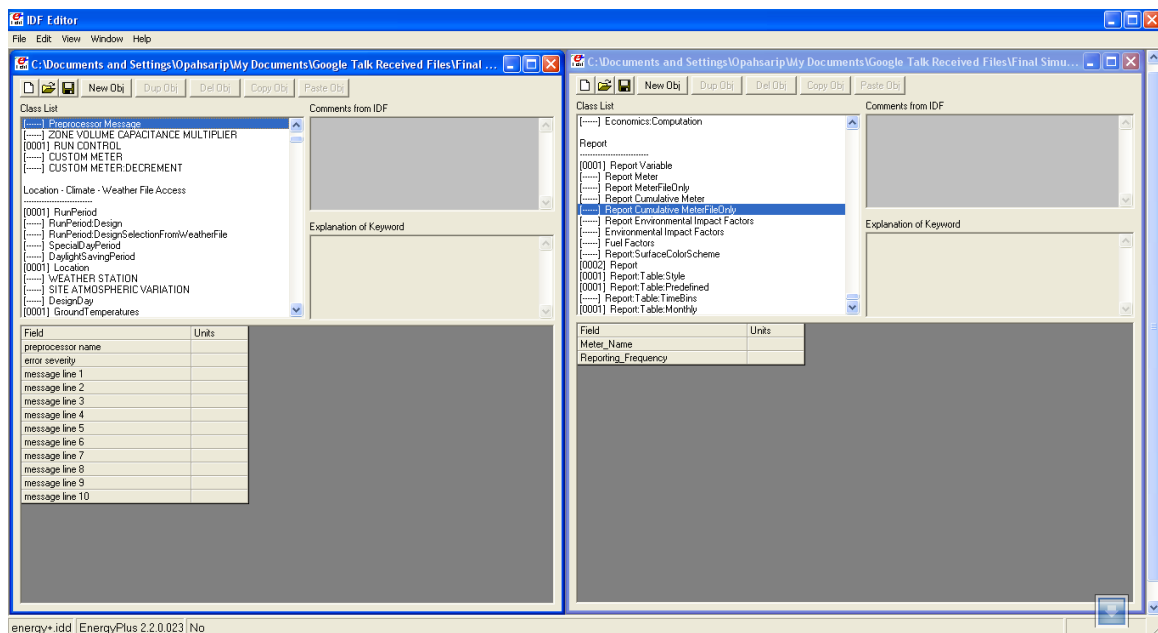 IDF Editor
File Edit View Window Help
C:\Documents and Settings\Opahsarip\My Documents\Google Talk Received Files\Final ...
New Obj Dup Obj Del Obj Copy Obj Paste Obj
Class List
Comments from IDF
[------] Preprocessor Message
[------] ZONE VOLUME CAPACITANCE MULTIPLIER
[0001] RUN CONTROL
[------] CUSTOM METER
[------] CUSTOM METER:DECREMENT
Location - Climate - Weather File Access
--------------------------
[0001] RunPeriod
[------] RunPeriod:Design
[------] RunPeriod:DesignSelectionFromWeatherFile
[------] SpecialDayPeriod
[------] DaylightSavingPeriod
[0001] Location
[------] WEATHER STATION
[------] SITE ATMOSPHERIC VARIATION
[------] DesignDay
[0001] GroundTemperatures
Explanation of Keyword
Field Units
preprocessor name
error severity
message line 1
message line 2
message line 3
message line 4
message line 5
message line 6
message line 7
message line 8
message line 9
message line 10
C:\Documents and Settings\Opahsarip\My Documents\Google Talk Received Files\Final Simu...
New Obj Dup Obj Del Obj Copy Obj Paste Obj
Class List
Comments from IDF
[------] Economics:Computation
Report
--------------------------
[0001] Report Variable
[------] Report Meter
[------] Report MeterFileOnly
[------] Report Cumulative Meter
[------] Report Cumulative MeterFileOnly
[------] Report Environmental Impact Factors
[------] Environmental Impact Factors
[------] Fuel Factors
[------] Report:SurfaceColorScheme
[0002] Report
[0001] Report:Table:Style
[0001] Report:Table:Predefined
[------] Report:Table:TimeBins
[0001] Report:Table:Monthly
Explanation of Keyword
Field Units
Meter_Name
Reporting_Frequency
energy+.idd EnergyPlus 2.2.0.023 No